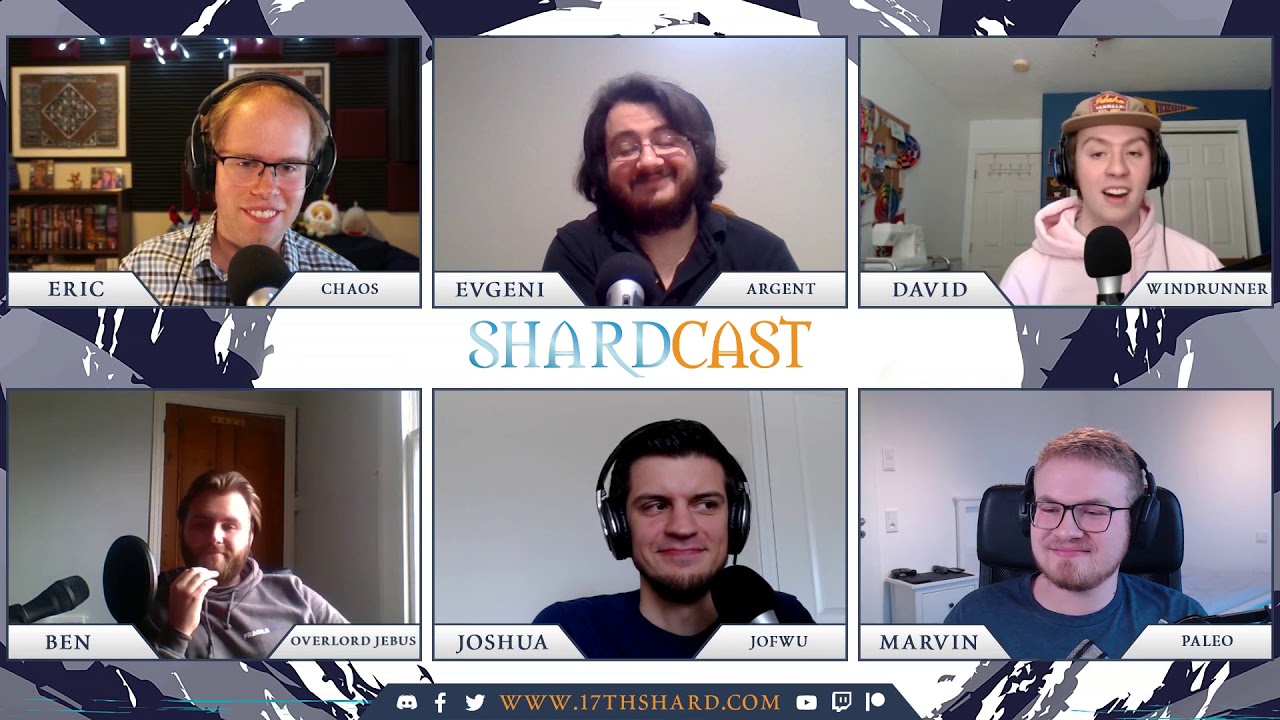 ERIC
CHAOS
EVGENI
ARGENT
DAVID
WINDRUNNER
SHARDCAST
BEN
OVERLORD JEBUS
JOSHUA
JOFWU
MARVIN
PALEO
WWW.17THSHARD.COM